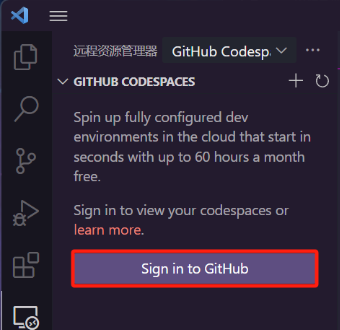 远程资源管理器 GitHub Codesp
GITHUB CODESPACES
Spin up fully configured dev
environments in the cloud that start in
seconds with up to 60 hours a month
free.
Sign in to view your codespaces or
learn more.
Sign in to GitHub